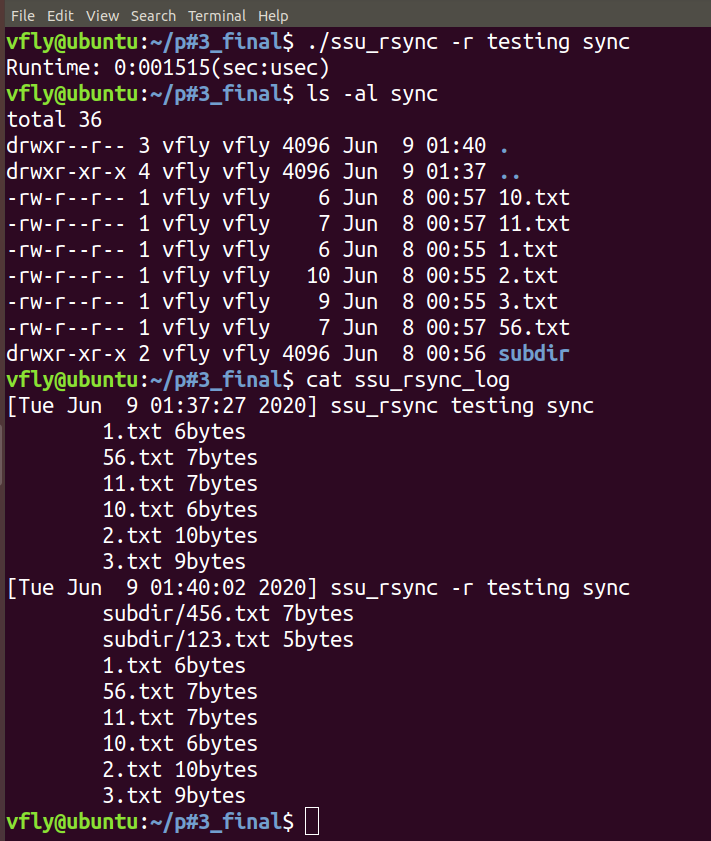 File Edit View Search Terminal Help
vfly@ubuntu:~/p#3_final$ ./ssu_rsync -r testing sync
Runtime: 0:001515(sec:usec)
vfly@ubuntu:~/p#3_final$ ls -al sync
total 36
drwxr--r-- 3 vfly vfly 4096 Jun  9 01:40 .
drwxr-xr-x 4 vfly vfly 4096 Jun  9 01:37 ..
-rw-r--r-- 1 vfly vfly    6 Jun  8 00:57 10.txt
-rw-r--r-- 1 vfly vfly    7 Jun  8 00:57 11.txt
-rw-r--r-- 1 vfly vfly    6 Jun  8 00:55 1.txt
-rw-r--r-- 1 vfly vfly   10 Jun  8 00:55 2.txt
-rw-r--r-- 1 vfly vfly    9 Jun  8 00:55 3.txt
-rw-r--r-- 1 vfly vfly    7 Jun  8 00:57 56.txt
drwxr-xr-x 2 vfly vfly 4096 Jun  8 00:56 subdir
vfly@ubuntu:~/p#3_final$ cat ssu_rsync_log
[Tue Jun  9 01:37:27 2020] ssu_rsync testing sync
        1.txt 6bytes
        56.txt 7bytes
        11.txt 7bytes
        10.txt 6bytes
        2.txt 10bytes
        3.txt 9bytes
[Tue Jun  9 01:40:02 2020] ssu_rsync -r testing sync
        subdir/456.txt 7bytes
        subdir/123.txt 5bytes
        1.txt 6bytes
        56.txt 7bytes
        11.txt 7bytes
        10.txt 6bytes
        2.txt 10bytes
        3.txt 9bytes
vfly@ubuntu:~/p#3_final$